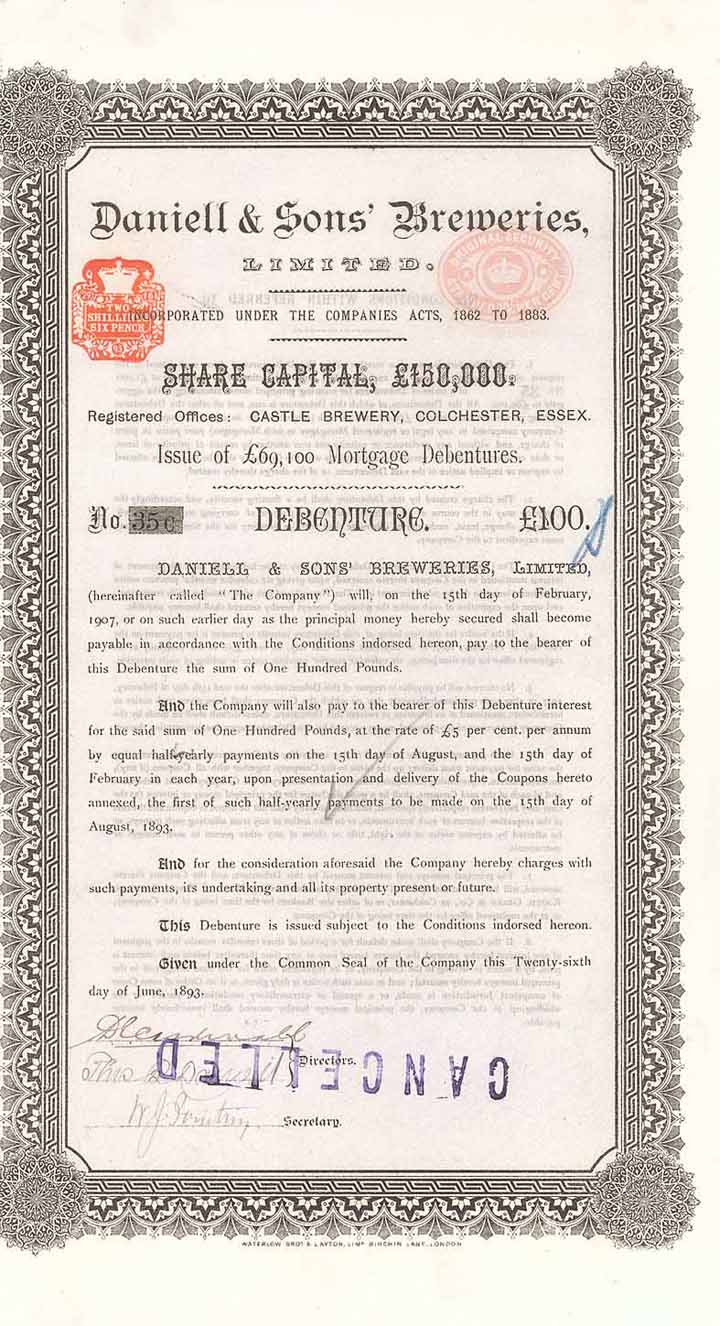 Daniell & Sons' Breweries,
LIMITED.
ORIGINAL SECURITY
TWO
SHILLINGS
SIX PENCE
INCORPORATED UNDER THE COMPANIES ACTS, 1862 TO 1883.
SHARE CAPITAL, £150,000.
Registered Offices: CASTLE BREWERY, COLCHESTER, ESSEX.
Issue of £69,100 Mortgage Debentures.
No. 350 DEBENTURE. £100.
DANIELL & SONS' BREWERIES, LIMITED,
(hereinafter called "The Company") will, on the 15th day of February,
1907, or on such earlier day as the principal money hereby secured shall become
payable in accordance with the Conditions indorsed hereon, pay to the bearer of
this Debenture the sum of One Hundred Pounds.
And the Company will also pay to the bearer of this Debenture interest
for the said sum of One Hundred Pounds, at the rate of £5 per cent. per annum
by equal half-yearly payments on the 15th day of August, and the 15th day of
February in each year, upon presentation and delivery of the Coupons hereto
annexed, the first of such half-yearly payments to be made on the 15th day of
August, 1893.
And for the consideration aforesaid the Company hereby charges with
such payments, its undertaking and all its property present or future.
This Debenture is issued subject to the Conditions indorsed hereon.
Given under the Common Seal of the Company this Twenty-sixth
day of June, 1893.
Directors.
CANCELLED
Secretary.
WATERLOW BROS & LAYTON, LIMD BIRCHIN LANE, LONDON